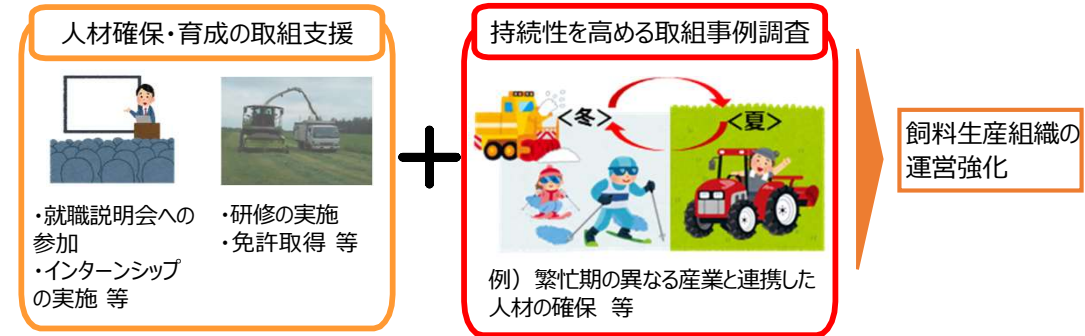 人材確保・育成の取組支援
・就職説明会への
参加
・インターンシップ
の実施 等
・研修の実施
・免許取得 等
＋
持続性を高める取組事例調査
<冬>
<夏>
例）繁忙期の異なる産業と連携した
人材の確保 等
飼料生産組織の
運営強化